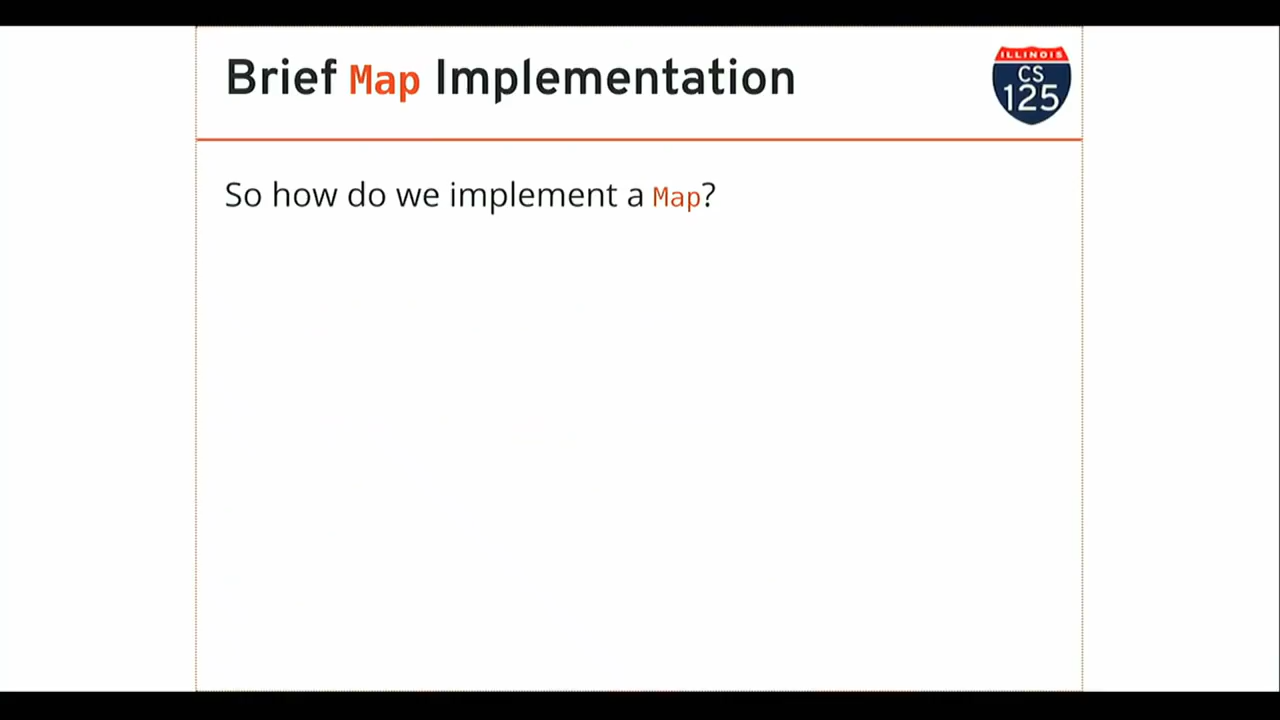 Brief Map Implementation
ILLINOIS
CS
125
So how do we implement a Map?